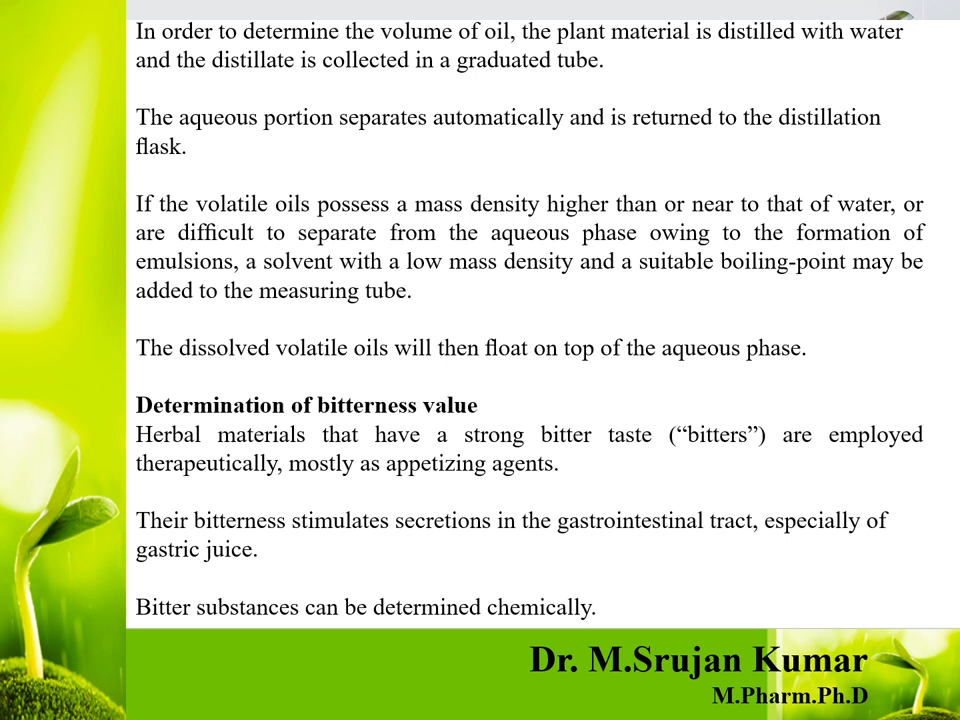 In order to determine the volume of oil, the plant material is distilled with water
and the distillate is collected in a graduated tube.
The aqueous portion separates automatically and is returned to the distillation
flask.
If the volatile oils possess a mass density higher than or near to that of water, or
are difficult to separate from the aqueous phase owing to the formation of
emulsions, a solvent with a low mass density and a suitable boiling-point may be
added to the measuring tube.
The dissolved volatile oils will then float on top of the aqueous phase.
Determination of bitterness value
Herbal materials that have a strong bitter taste (“bitters”) are employed
therapeutically, mostly as appetizing agents.
Their bitterness stimulates secretions in the gastrointestinal tract, especially of
gastric juice.
Bitter substances can be determined chemically.
Dr. M.Srujan Kumar
M.Pharm.Ph.D